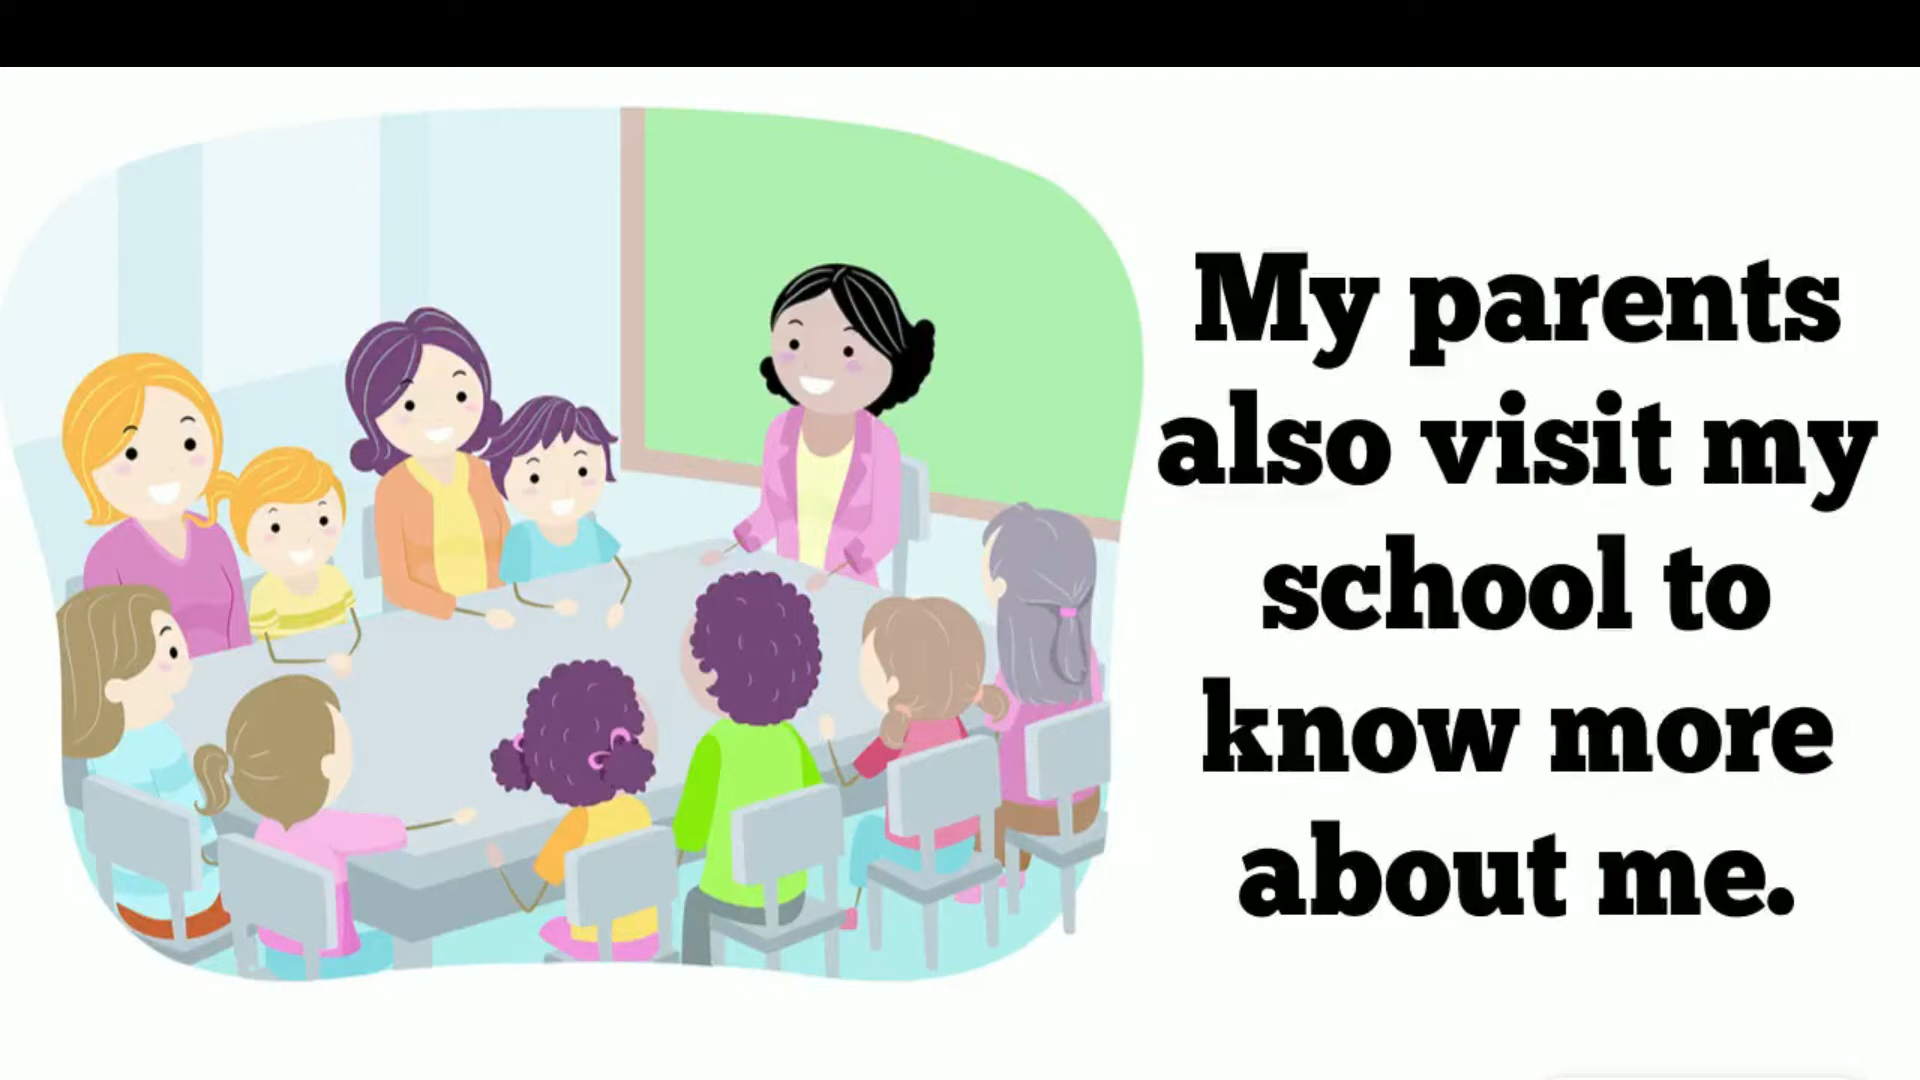 My parents
also visit my
school to
know more
about me.